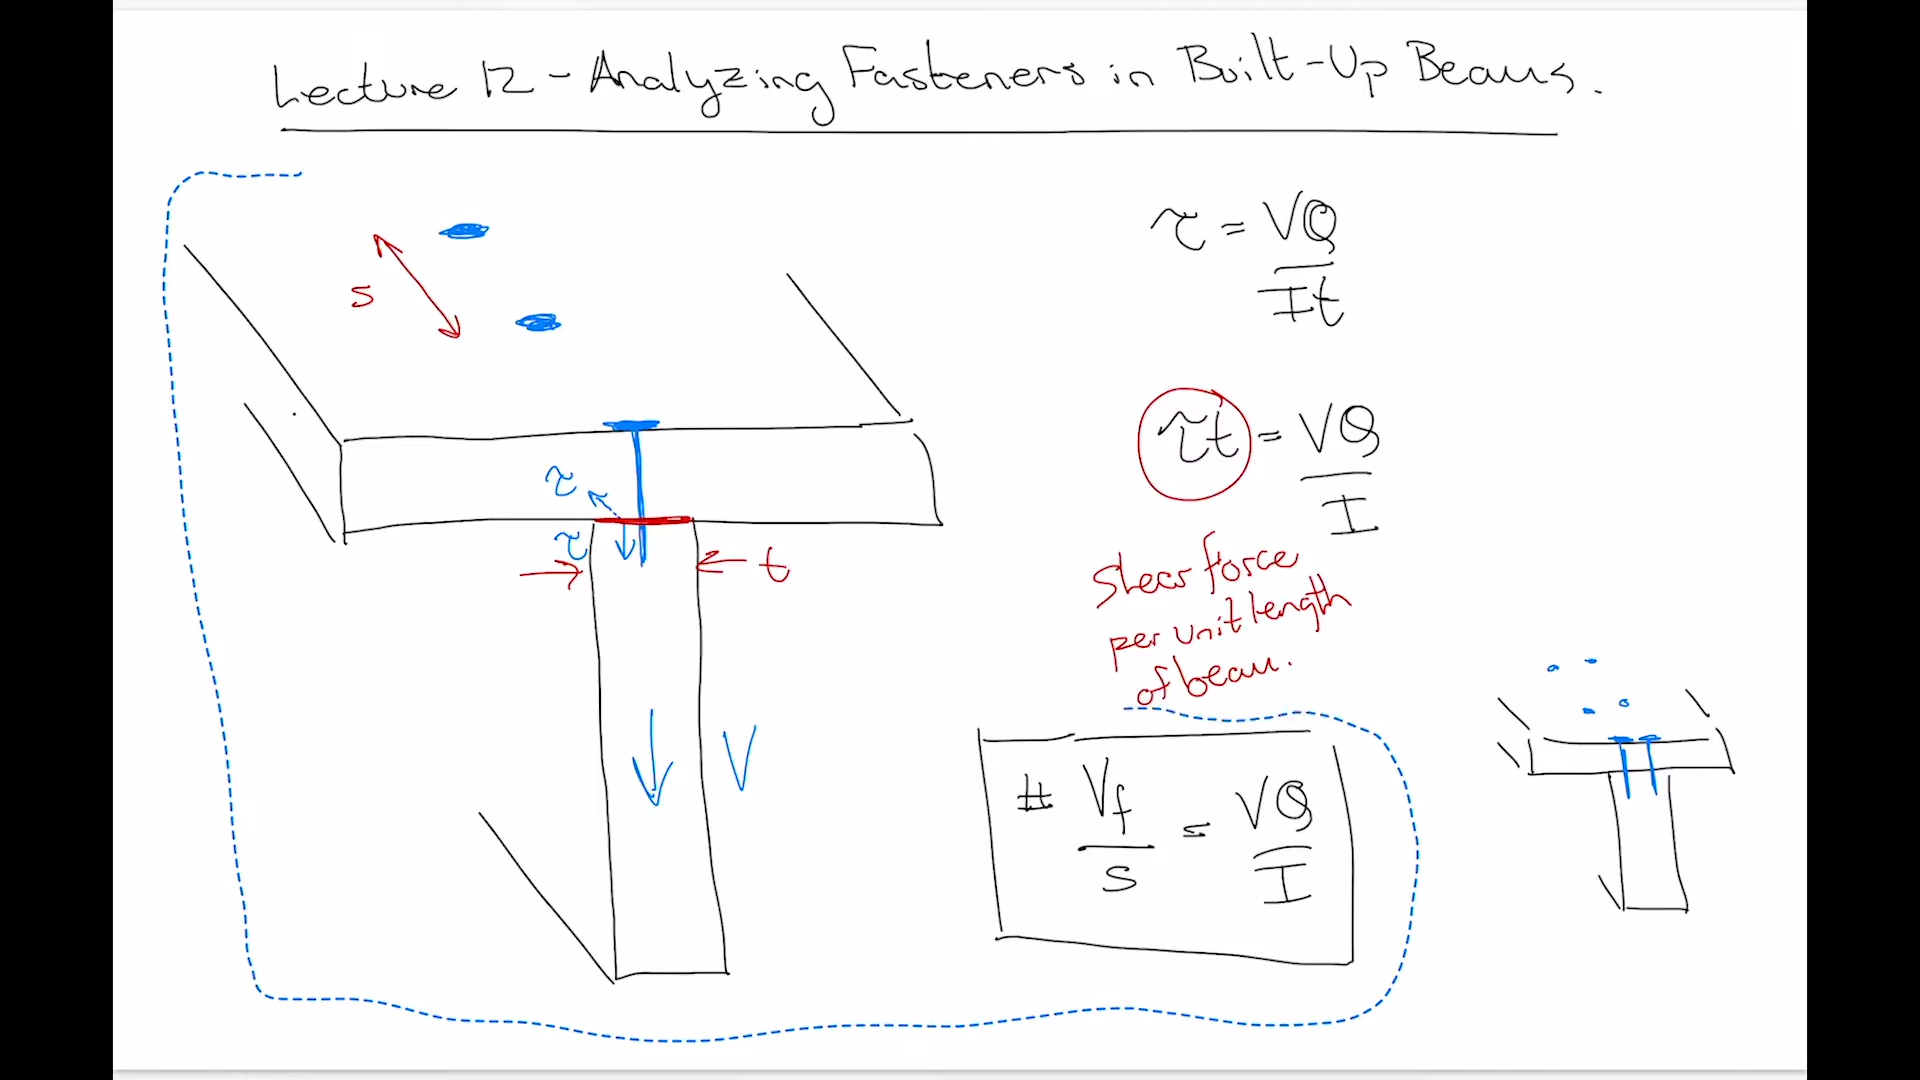 Lecture 12 - Analyzing Fasteners in Built-Up Beams.
s
τ = VQ
It
τt = VQ
I
τ
τ
t
Shear force
per unit length
of beam.
V
# Vf = VQ
s I